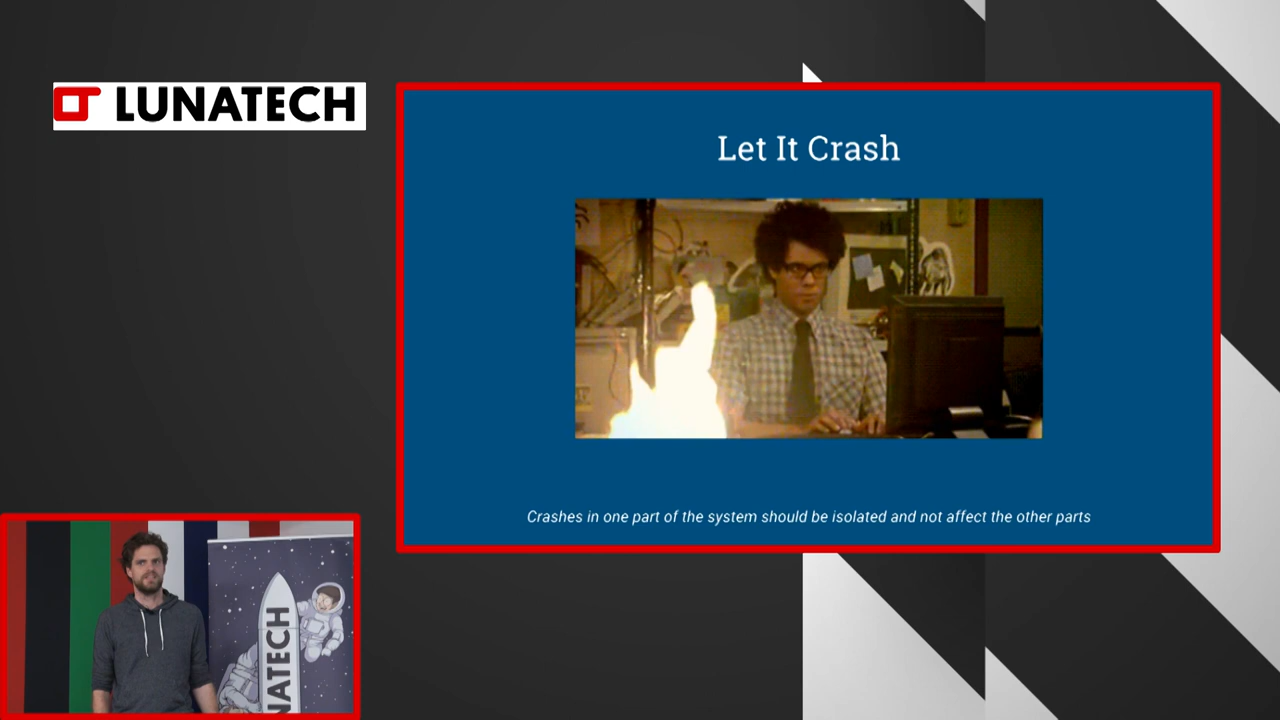 LUNATECH
Let It Crash
Crashes in one part of the system should be isolated and not affect the other parts
NATECH